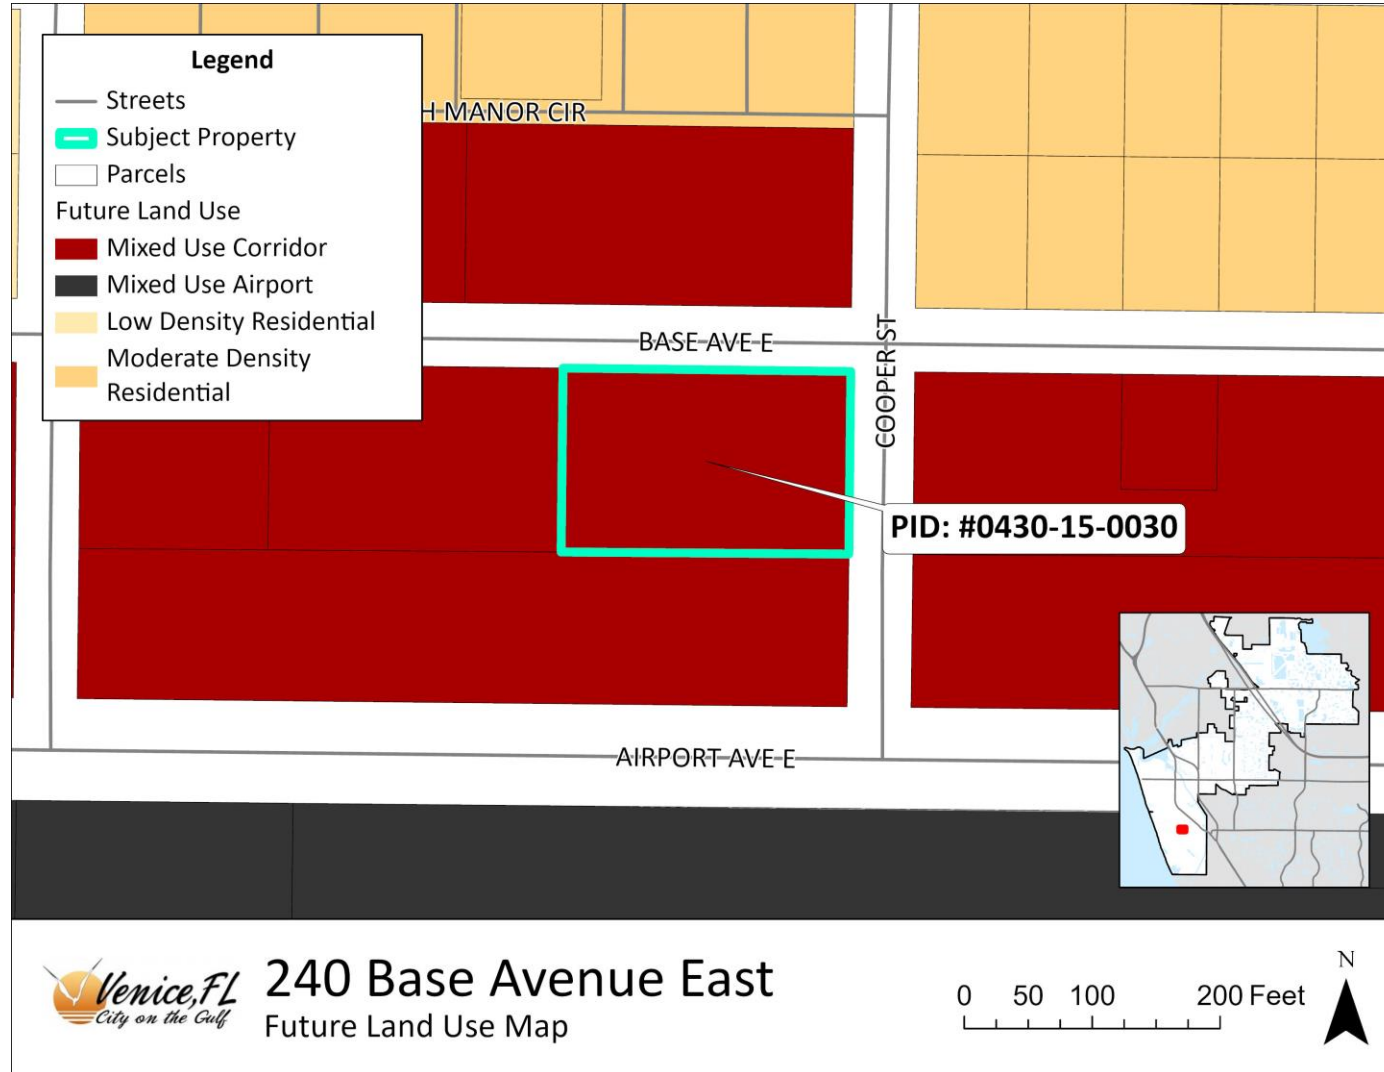 Legend
Streets
Subject Property
Parcels
Future Land Use
Mixed Use Corridor
Mixed Use Airport
Low Density Residential
Moderate Density
Residential
H MANOR CIR
BASE AVE E
COOPER ST
PID: #0430-15-0030
AIRPORT AVE E
Venice, FL
City on the Gulf
240 Base Avenue East
Future Land Use Map
0 50 100 200 Feet
N